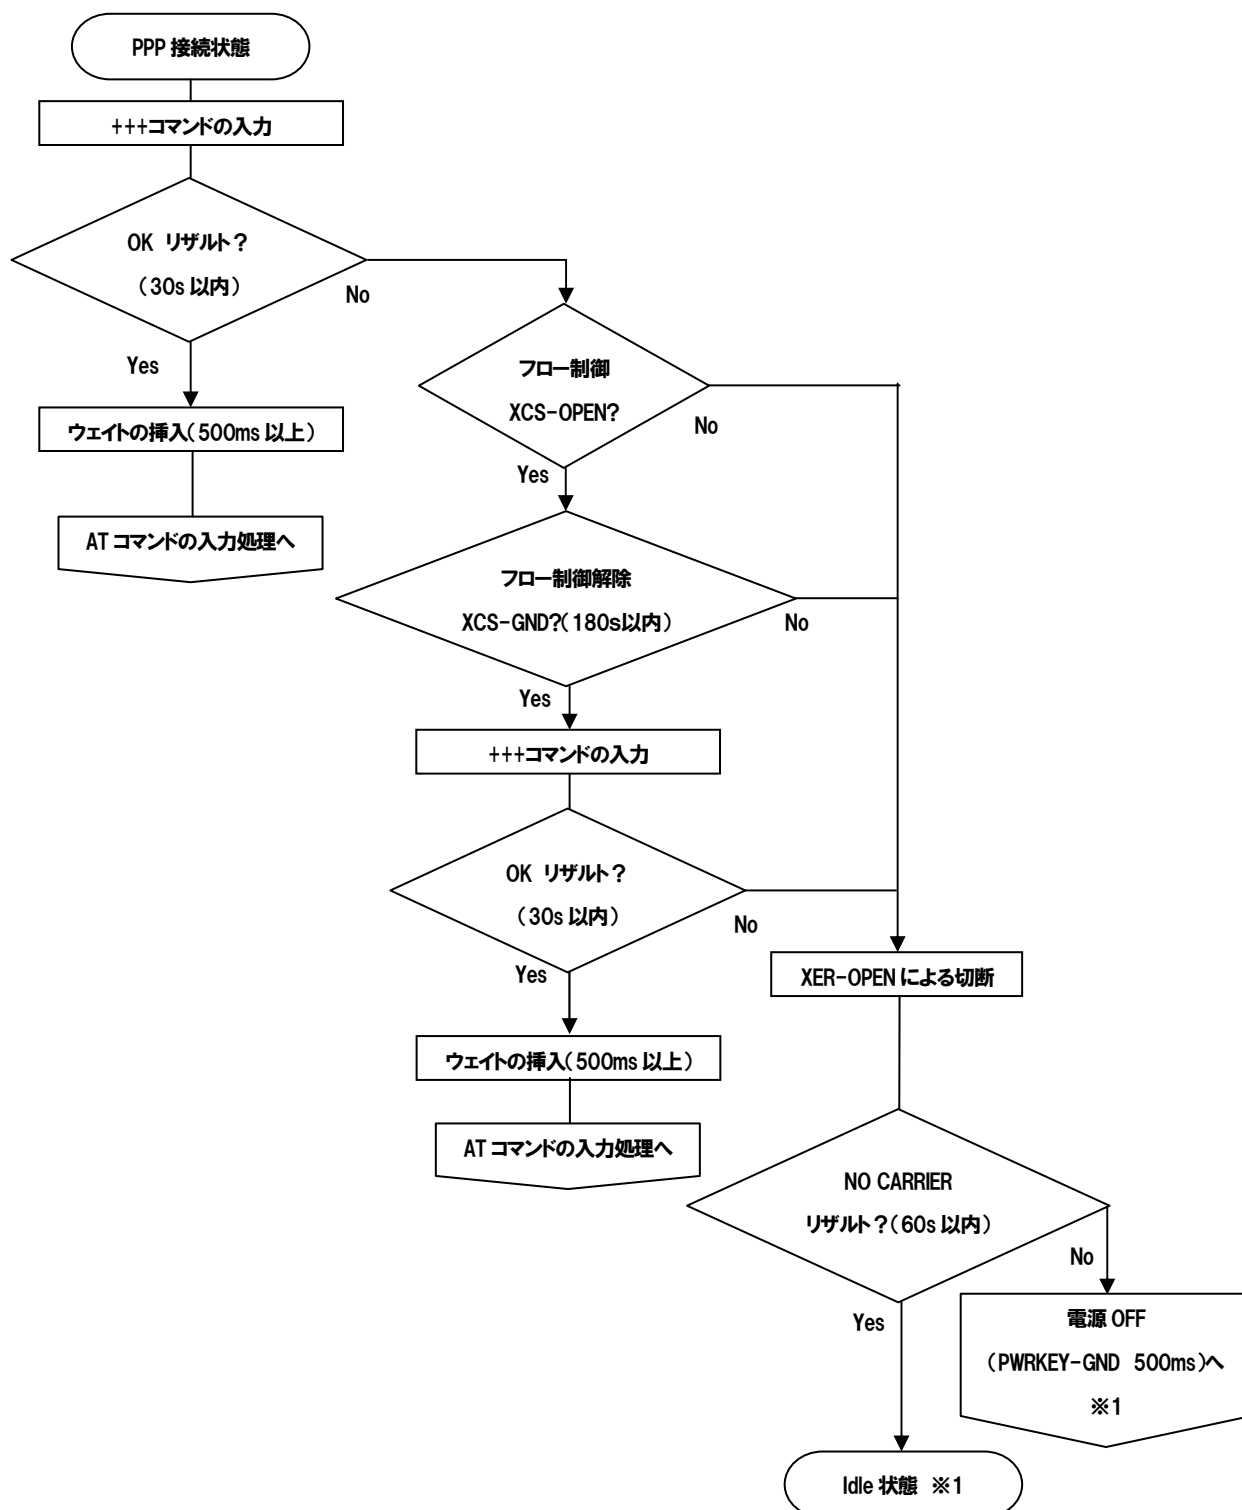 PPP 接続状態
+++コマンドの入力
OK リザルト？
（30s 以内）
No
Yes
ウェイトの挿入（500ms 以上）
AT コマンドの入力処理へ
フロー制御
XCS-OPEN?
No
Yes
フロー制御解除
XCS-GND?（180s以内）
No
Yes
+++コマンドの入力
OK リザルト？
（30s 以内）
No
Yes
ウェイトの挿入（500ms 以上）
AT コマンドの入力処理へ
XER-OPEN による切断
NO CARRIER
リザルト？（60s 以内）
No
Yes
電源 OFF
（PWRKEY-GND 500ms）へ
※1
Idle 状態 ※1